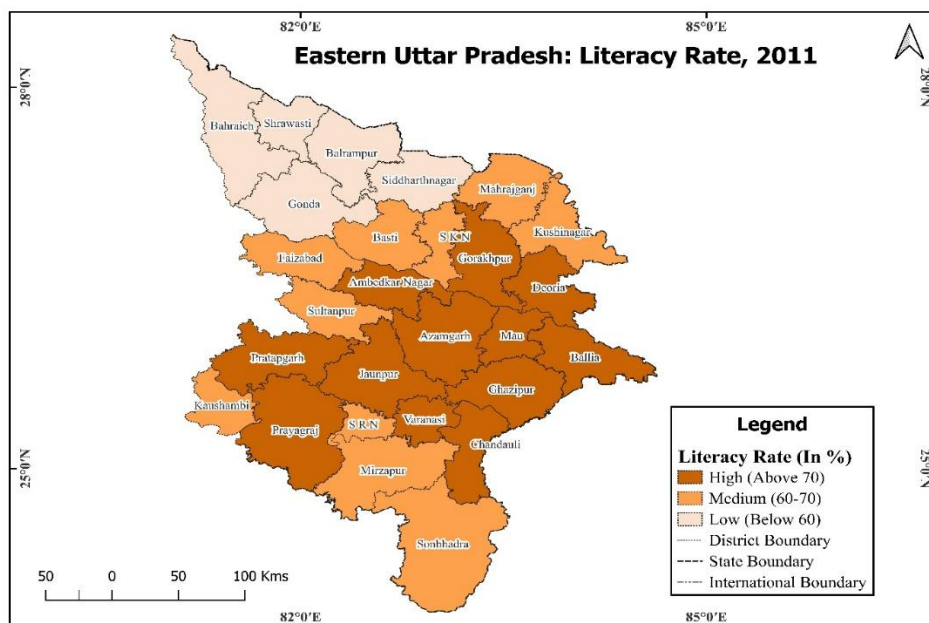 82°0′E
85°0′E
Eastern Uttar Pradesh: Literacy Rate, 2011
28°0′N
28°0′N
Bahraich
Shrawasti
Balrampur
Siddharthnagar
Gonda
Mahrajganj
Kushinagar
Basti
S K N
Faizabad
Gorakhpur
Ambedkar Nagar
Deoria
Sultanpur
Azamgarh
Mau
Ballia
Pratapgarh
Jaunpur
Ghazipur
Kaushambi
Prayagraj
S R N
Varanasi
Chandauli
Mirzapur
Sonbhadra
25°0′N
25°0′N
Legend
Literacy Rate (In %)
High (Above 70)
Medium (60-70)
Low (Below 60)
District Boundary
State Boundary
International Boundary
50 0 50 100 Kms
82°0′E
85°0′E